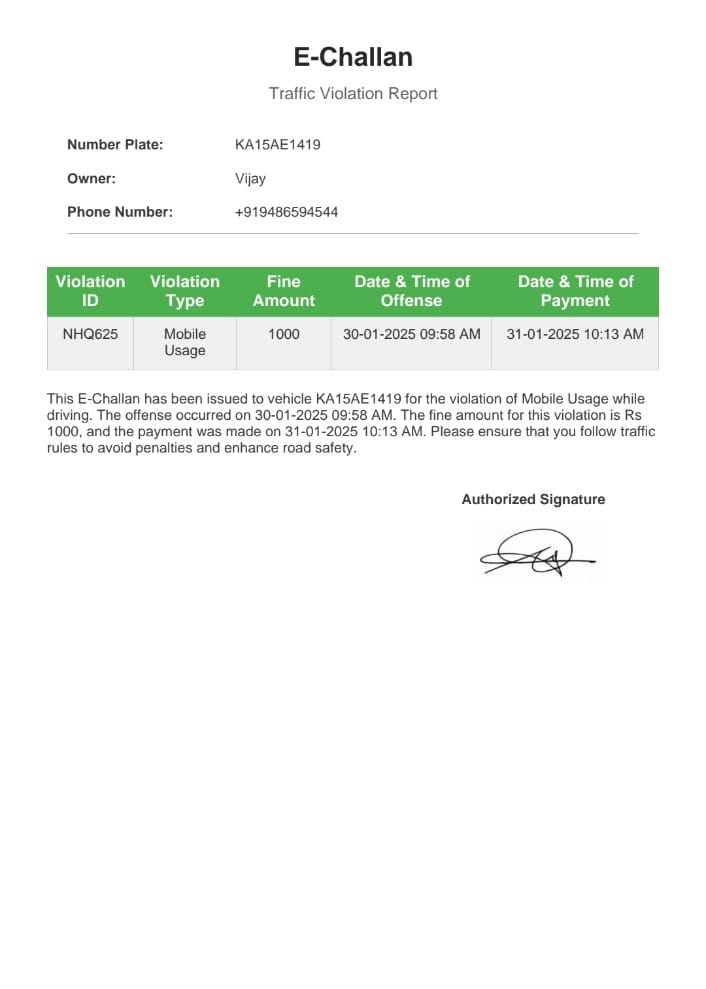 E-Challan
Traffic Violation Report
Number Plate: KA15AE1419
Owner: Vijay
Phone Number: +919486594544
Violation ID Violation Type Fine Amount Date & Time of Offense Date & Time of Payment
NHQ625 Mobile Usage 1000 30-01-2025 09:58 AM 31-01-2025 10:13 AM
This E-Challan has been issued to vehicle KA15AE1419 for the violation of Mobile Usage while
driving. The offense occurred on 30-01-2025 09:58 AM. The fine amount for this violation is Rs
1000, and the payment was made on 31-01-2025 10:13 AM. Please ensure that you follow traffic
rules to avoid penalties and enhance road safety.
Authorized Signature